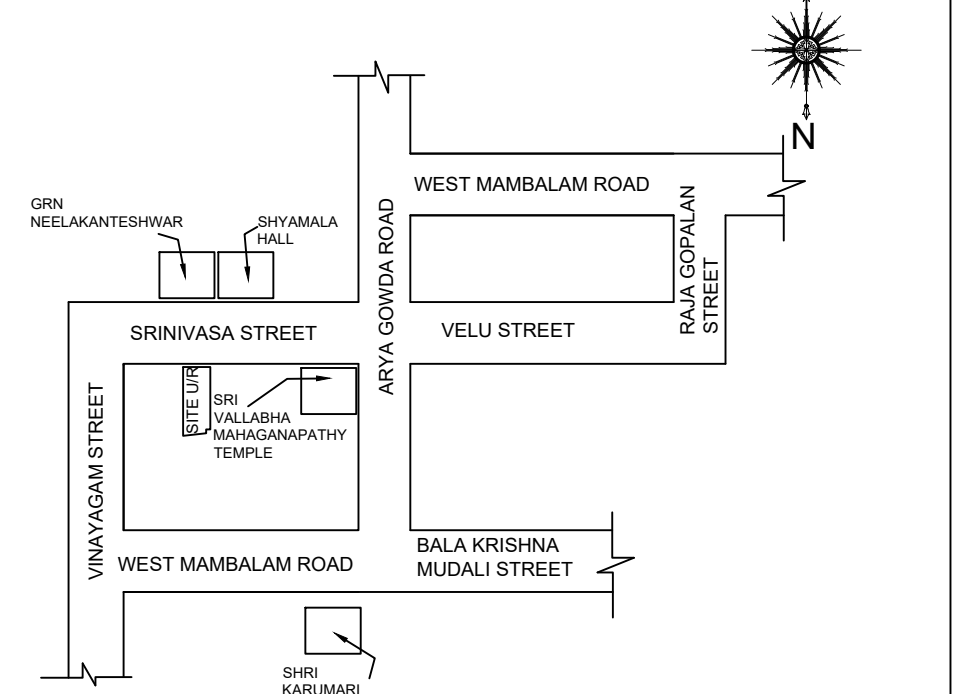 N
WEST MAMBALAM ROAD
GRN
NEELAKANTESHWAR
SHYAMALA
HALL
ARYA GOWDA ROAD
RAJA GOPALAN
STREET
SRINIVASA STREET
VELU STREET
SITE U/R
SRI
VALLABHA
MAHAGANAPATHY
TEMPLE
VINAYAGAM STREET
WEST MAMBALAM ROAD
BALA KRISHNA
MUDALI STREET
SHRI
KARUMARI